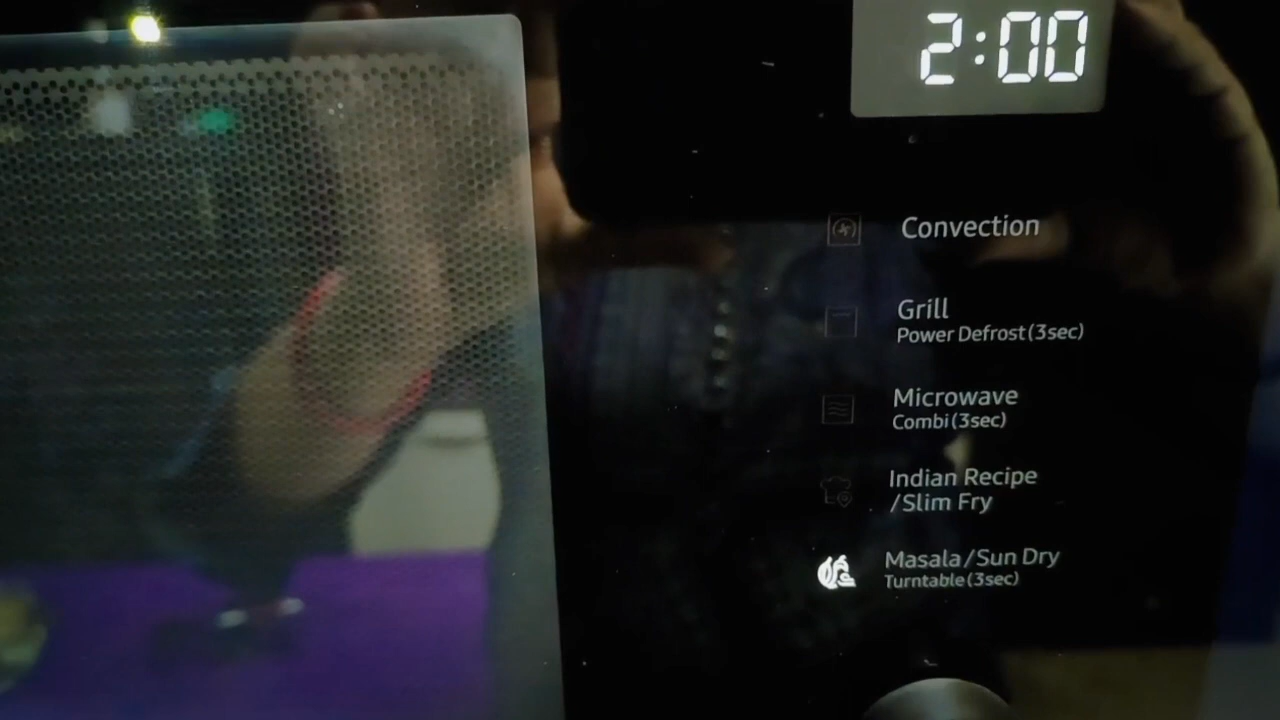 2:00
Convection
Grill
Power Defrost(3sec)
Microwave
Combi(3sec)
Indian Recipe
/Slim Fry
Masala/Sun Dry
Turntable(3sec)